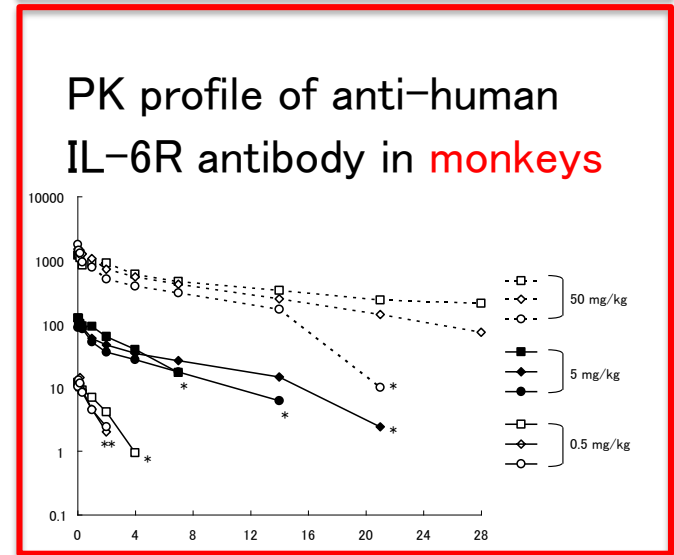 PK profile of anti-human
IL-6R antibody in monkeys
10000
1000
100
10
1
0.1
0 4 8 12 16 20 24 28
50 mg/kg
5 mg/kg
0.5 mg/kg
*
*
*
*
**
*